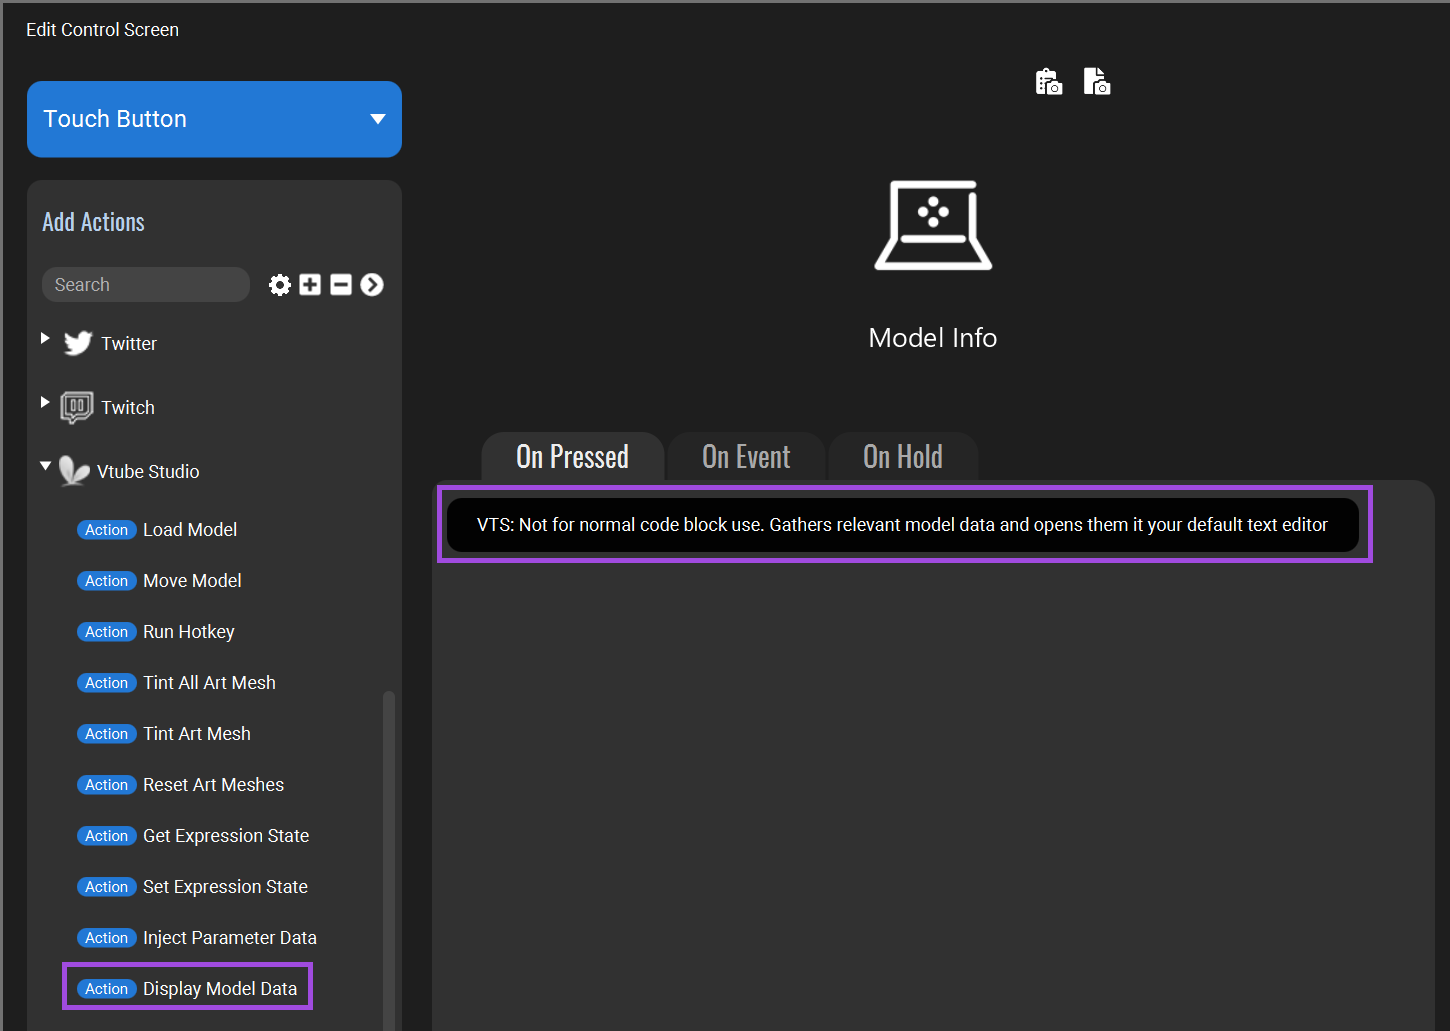 Edit Control Screen
Touch Button
Add Actions
Search
Twitter
Twitch
Vtube Studio
Action Load Model
Action Move Model
Action Run Hotkey
Action Tint All Art Mesh
Action Tint Art Mesh
Action Reset Art Meshes
Action Get Expression State
Action Set Expression State
Action Inject Parameter Data
Action Display Model Data
Model Info
On Pressed On Event On Hold
VTS: Not for normal code block use. Gathers relevant model data and opens them it your default text editor